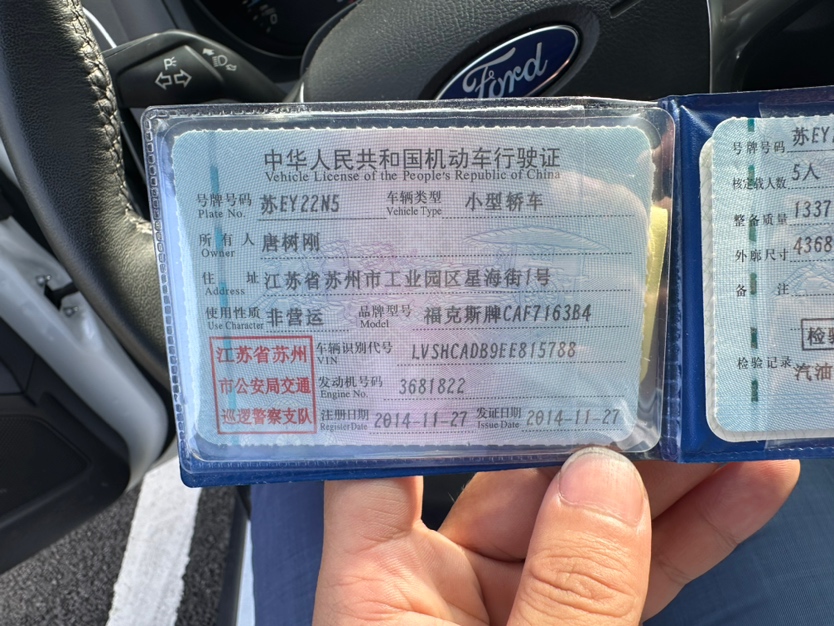 Ford
中华人民共和国机动车行驶证
Vehicle License of the People's Republic of China
号牌号码 苏EY22N5 车辆类型 小型轿车
Plate No. Vehicle Type
所有人 唐树刚
Owner
住址 江苏省苏州市工业园区星海街1号
Address
使用性质 非营运 品牌型号 福克斯牌CAF7163B4
Use Character Model
江苏省苏州
市公安局交通
巡逻警察支队
车辆识别代号 LVSHCADB9EE815788
VIN
发动机号码 3681822
Engine No.
注册日期 2014-11-27 发证日期 2014-11-27
Register Date Issue Date
号牌号码 苏EY2
核定载人数 5人
整备质量 1337
外廓尺寸 4368
备注
检验
检验记录 汽油